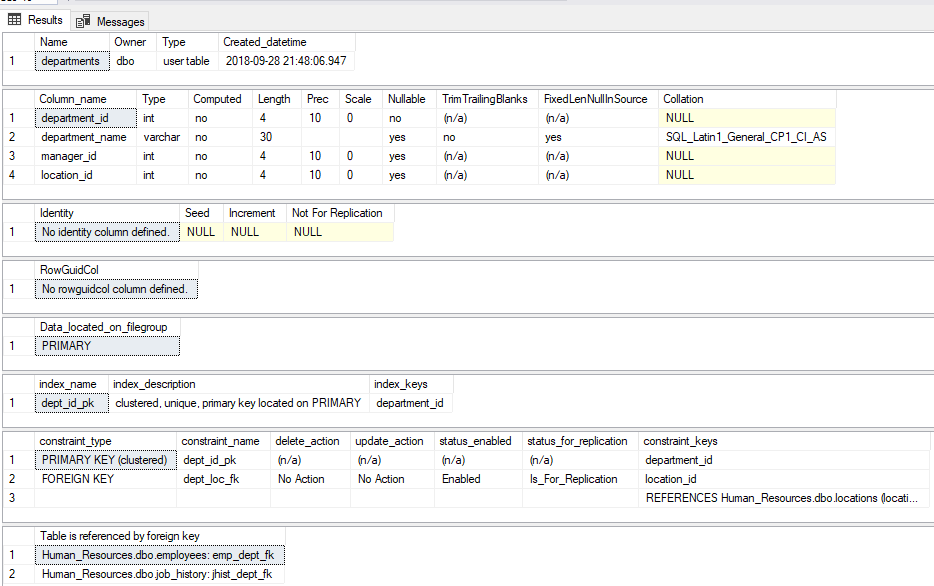 Results Messages
Name Owner Type Created_datetime
1 departments dbo user table 2018-09-28 21:48:06.947
Column_name Type Computed Length Prec Scale Nullable TrimTrailingBlanks FixedLenNullInSource Collation
1 department_id int no 4 10 0 no (n/a) (n/a) NULL
2 department_name varchar no 30 yes no yes SQL_Latin1_General_CP1_CI_AS
3 manager_id int no 4 10 0 yes (n/a) (n/a) NULL
4 location_id int no 4 10 0 yes (n/a) (n/a) NULL
Identity Seed Increment Not For Replication
1 No identity column defined. NULL NULL NULL
RowGuidCol
1 No rowguidcol column defined.
Data_located_on_filegroup
1 PRIMARY
index_name index_description index_keys
1 dept_id_pk clustered, unique, primary key located on PRIMARY department_id
constraint_type constraint_name delete_action update_action status_enabled status_for_replication constraint_keys
1 PRIMARY KEY (clustered) dept_id_pk (n/a) (n/a) (n/a) (n/a) department_id
2 FOREIGN KEY dept_loc_fk No Action No Action Enabled Is_For_Replication location_id
3 REFERENCES Human_Resources.dbo.locations (locati...
Table is referenced by foreign key
1 Human_Resources.dbo.employees: emp_dept_fk
2 Human_Resources.dbo.job_history: jhist_dept_fk